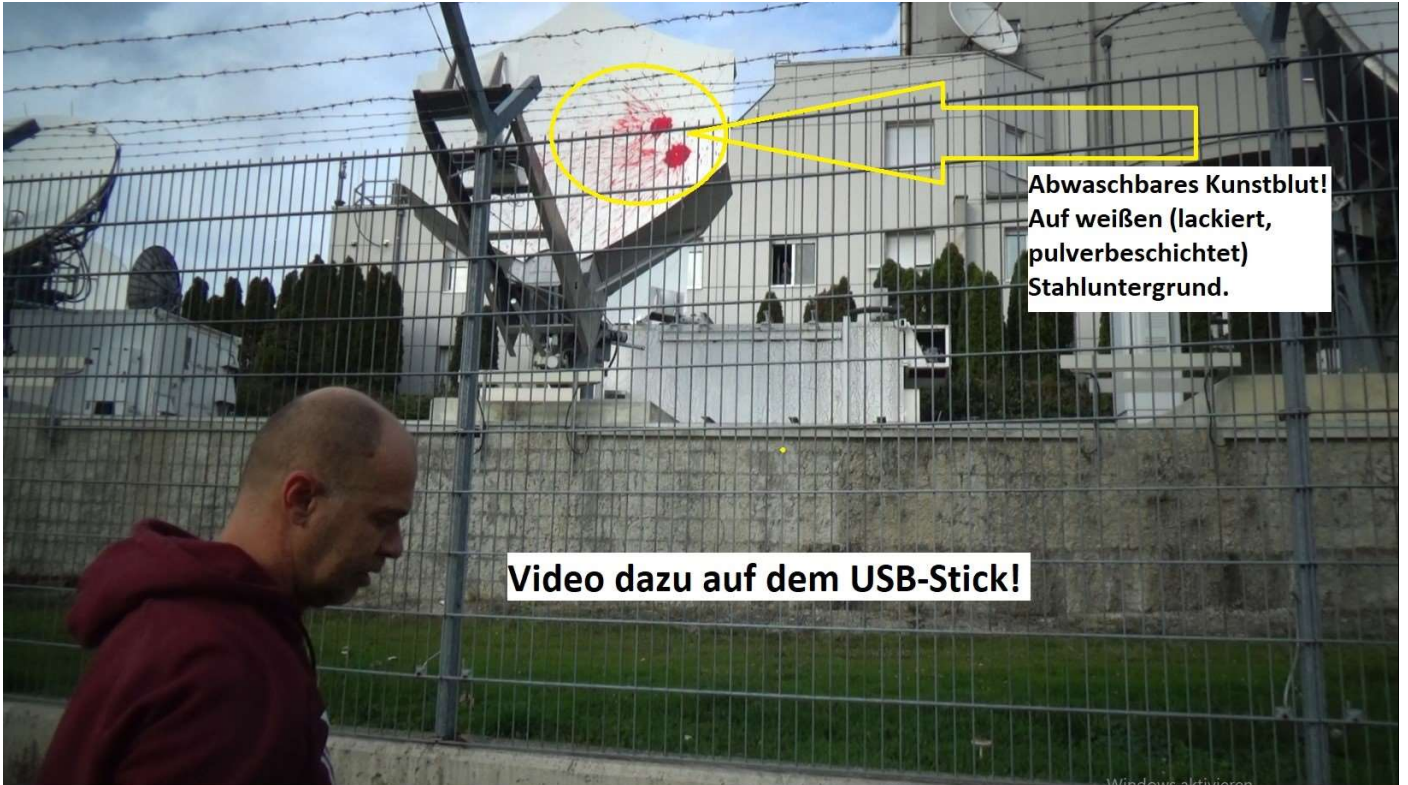 Abwaschbares Kunstblut!
Auf weißen (lackiert,
pulverbeschichtet)
Stahluntergrund.
Video dazu auf dem USB-Stick!
Windows aktivieren